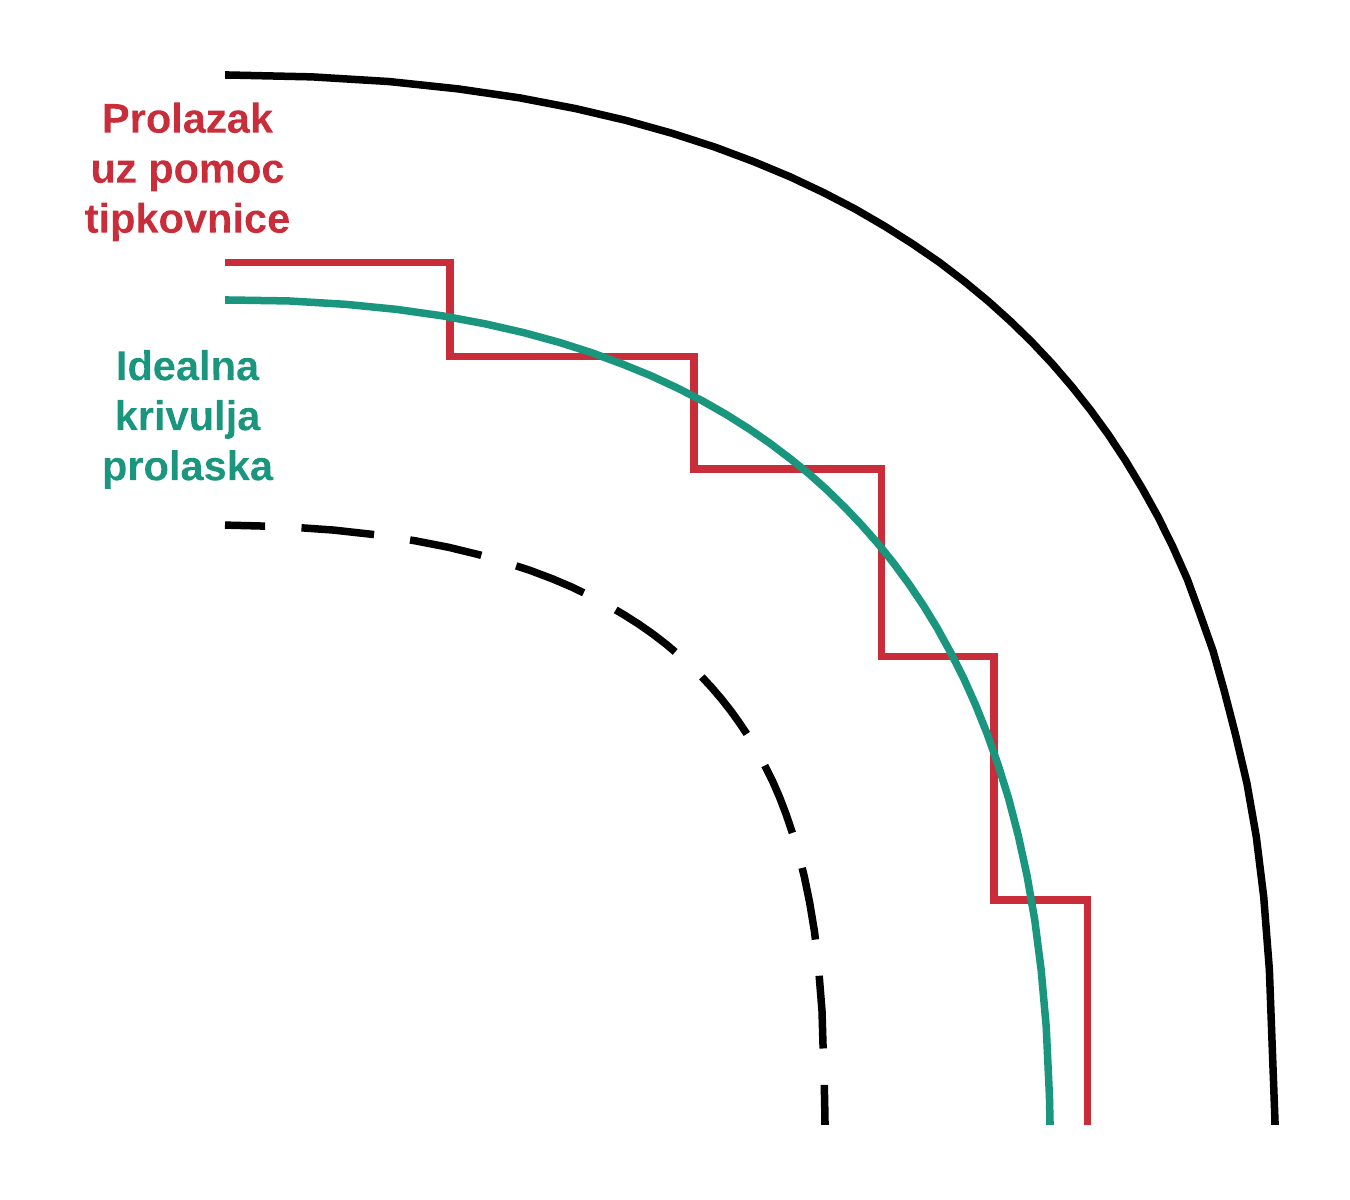 Prolazak
uz pomoc
tipkovnice
Idealna
krivulja
prolaska